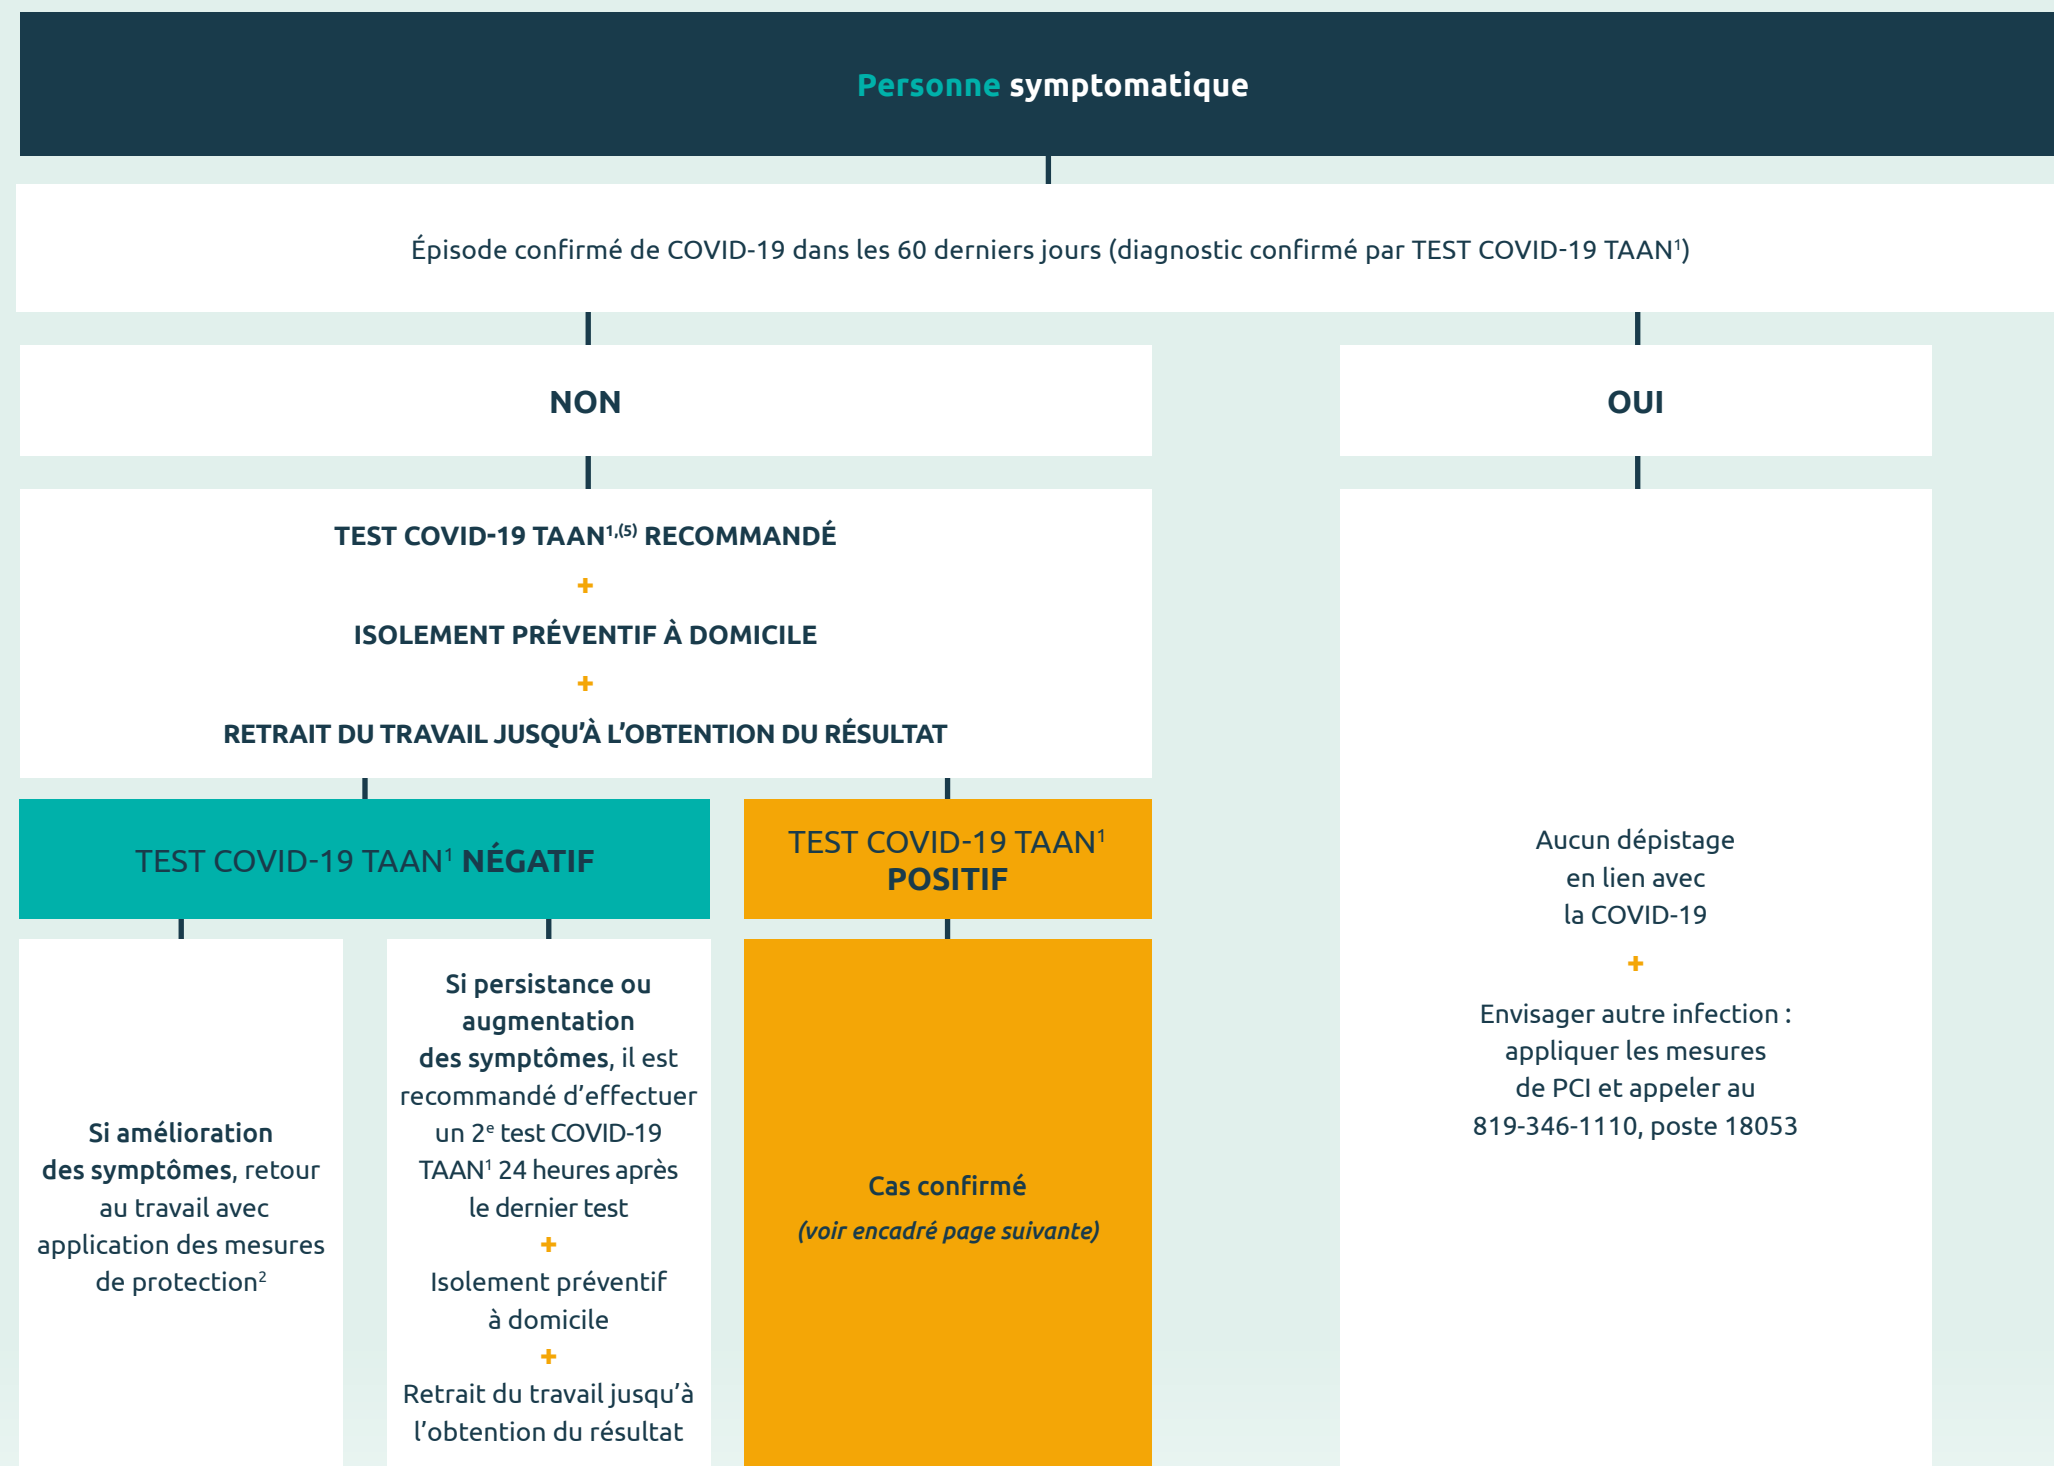 Personne symptomatique
Épisode confirmé de COVID-19 dans les 60 derniers jours (diagnostic confirmé par TEST COVID-19 TAAN¹)
NON
TEST COVID-19 TAAN¹,⁽⁵⁾ RECOMMANDÉ
+
ISOLEMENT PRÉVENTIF À DOMICILE
+
RETRAIT DU TRAVAIL JUSQU’À L’OBTENTION DU RÉSULTAT
TEST COVID-19 TAAN¹ NÉGATIF
Si amélioration
des symptômes, retour
au travail avec
application des mesures
de protection²
Si persistance ou
augmentation
des symptômes, il est
recommandé d’effectuer
un 2ᵉ test COVID-19
TAAN¹ 24 heures après
le dernier test
+
Isolement préventif
à domicile
+
Retrait du travail jusqu’à
l’obtention du résultat
TEST COVID-19 TAAN¹
POSITIF
Cas confirmé
(voir encadré page suivante)
OUI
Aucun dépistage
en lien avec
la COVID-19
+
Envisager autre infection :
appliquer les mesures
de PCI et appeler au
819-346-1110, poste 18053